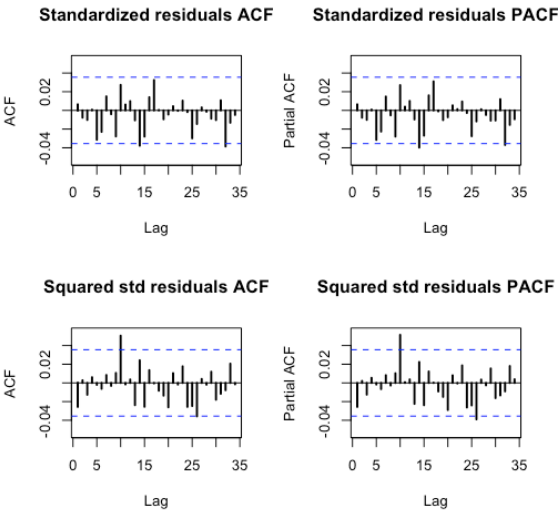 Standardized residuals ACF
ACF
-0.04 0.02
0 5 15 25 35
Lag
Standardized residuals PACF
Partial ACF
-0.04 0.02
0 5 15 25 35
Lag
Squared std residuals ACF
ACF
-0.04 0.02
0 5 15 25 35
Lag
Squared std residuals PACF
Partial ACF
-0.04 0.02
0 5 15 25 35
Lag